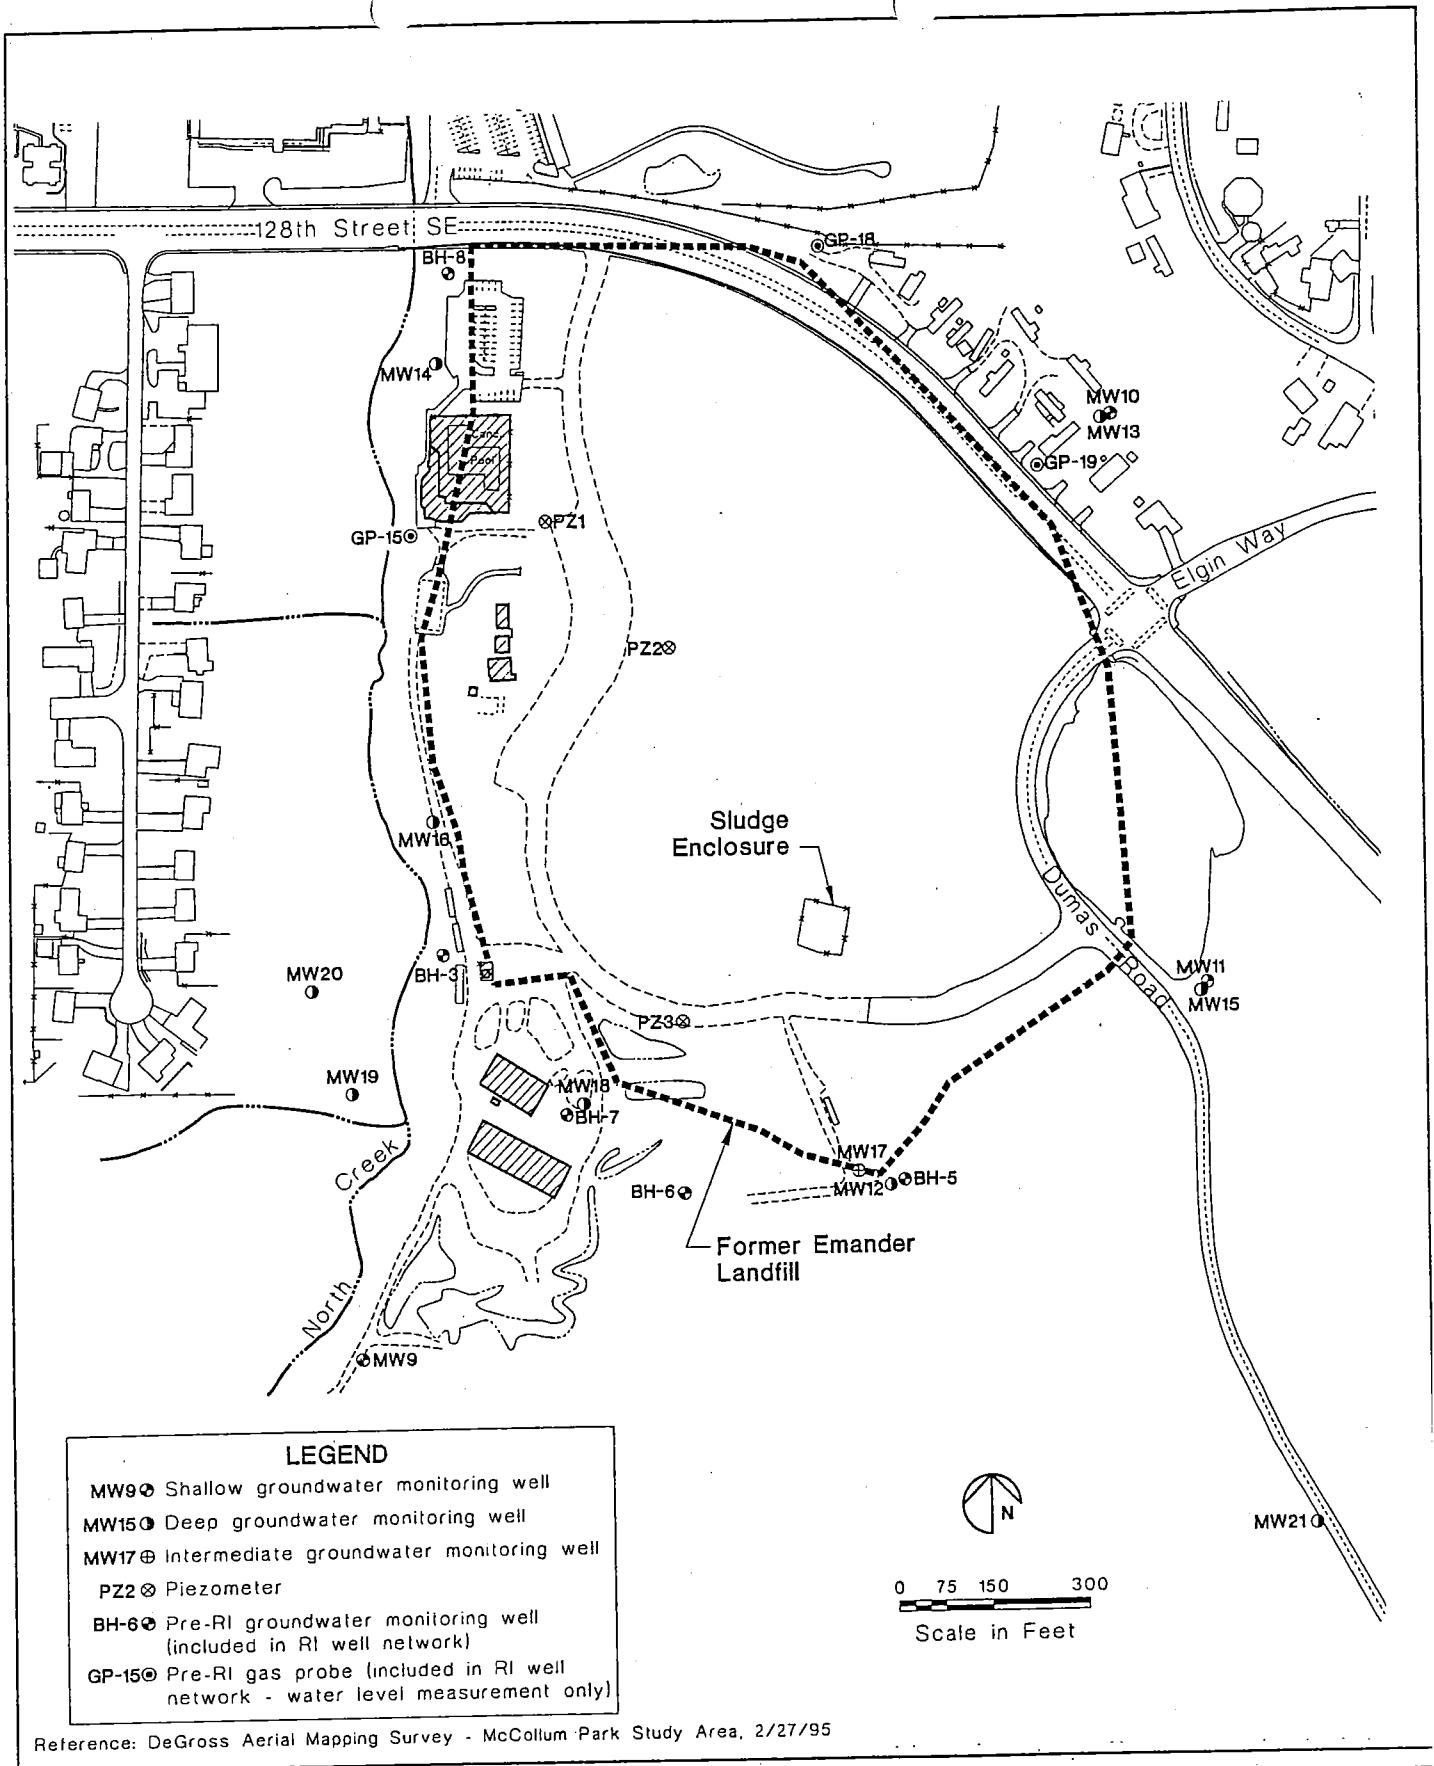 128th Street SE
GP-18
BH-8
MW14
MW10
MW13
GP-19
Pool
PZ1
GP-15
Elgin Way
PZ2
Sludge
Enclosure
MW16
Dumas Road
BH-3
MW20
MW11
MW15
PZ3
MW19
MW18
BH-7
MW17
MW12
BH-5
BH-6
North Creek
Former Emander
Landfill
MW9
LEGEND
MW9 Shallow groundwater monitoring well
MW15 Deep groundwater monitoring well
MW17 Intermediate groundwater monitoring well
PZ2 Piezometer
BH-6 Pre-RI groundwater monitoring well
(included in RI well network)
GP-15 Pre-RI gas probe (included in RI well
network - water level measurement only)
N
MW21
0 75 150 300
Scale in Feet
Reference: DeGross Aerial Mapping Survey - McCollum Park Study Area, 2/27/95